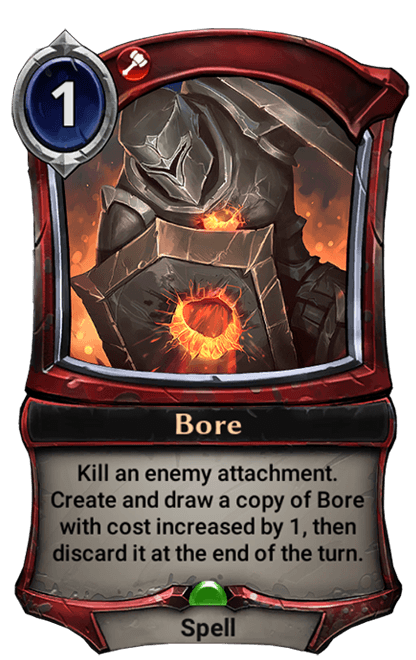 1
Bore
Kill an enemy attachment.
Create and draw a copy of Bore
with cost increased by 1, then
discard it at the end of the turn.
Spell